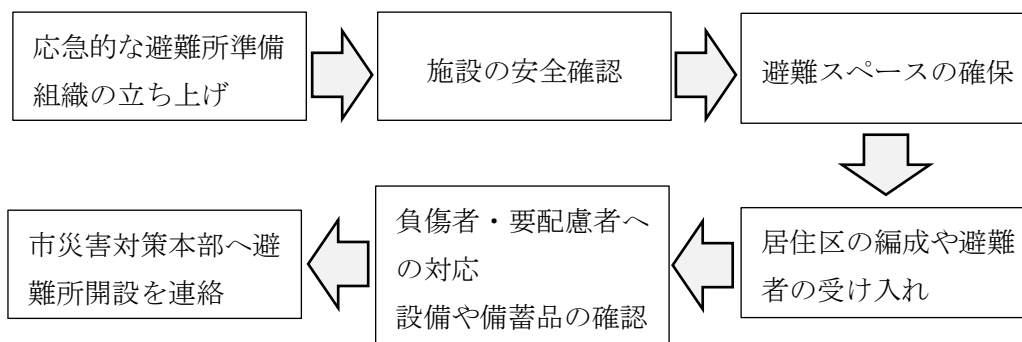 応急的な避難所準備
組織の立ち上げ
施設の安全確認
避難スペースの確保
居住区の編成や避難
者の受け入れ
負傷者・要配慮者へ
の対応
設備や備蓄品の確認
市災害対策本部へ避
難所開設を連絡